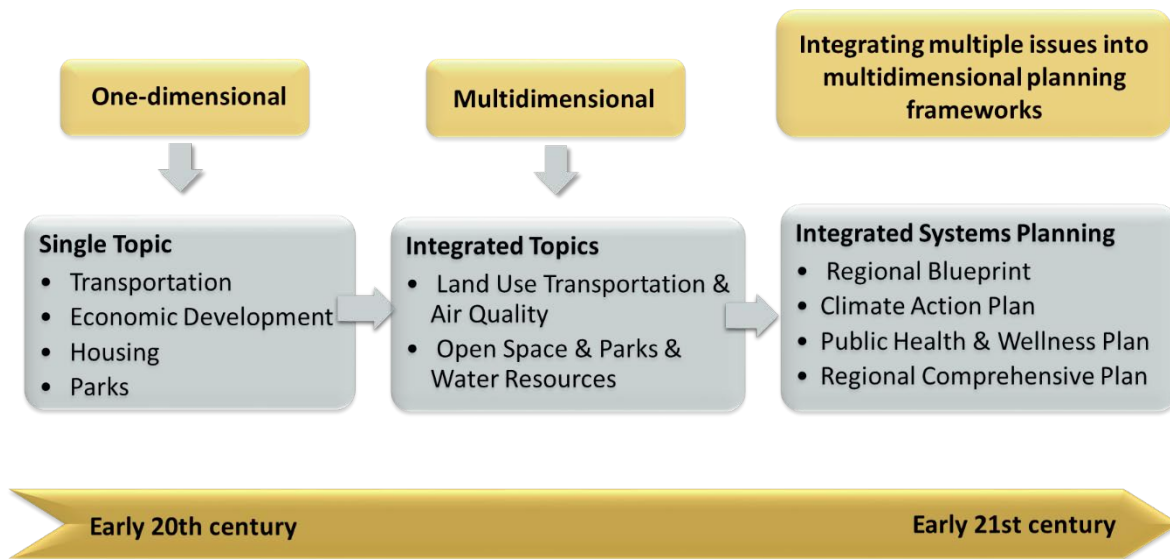 One-dimensional
Multidimensional
Integrating multiple issues into
multidimensional planning
frameworks
Single Topic
• Transportation
• Economic Development
• Housing
• Parks
Integrated Topics
• Land Use Transportation &
Air Quality
• Open Space & Parks &
Water Resources
Integrated Systems Planning
• Regional Blueprint
• Climate Action Plan
• Public Health & Wellness Plan
• Regional Comprehensive Plan
Early 20th century
Early 21st century